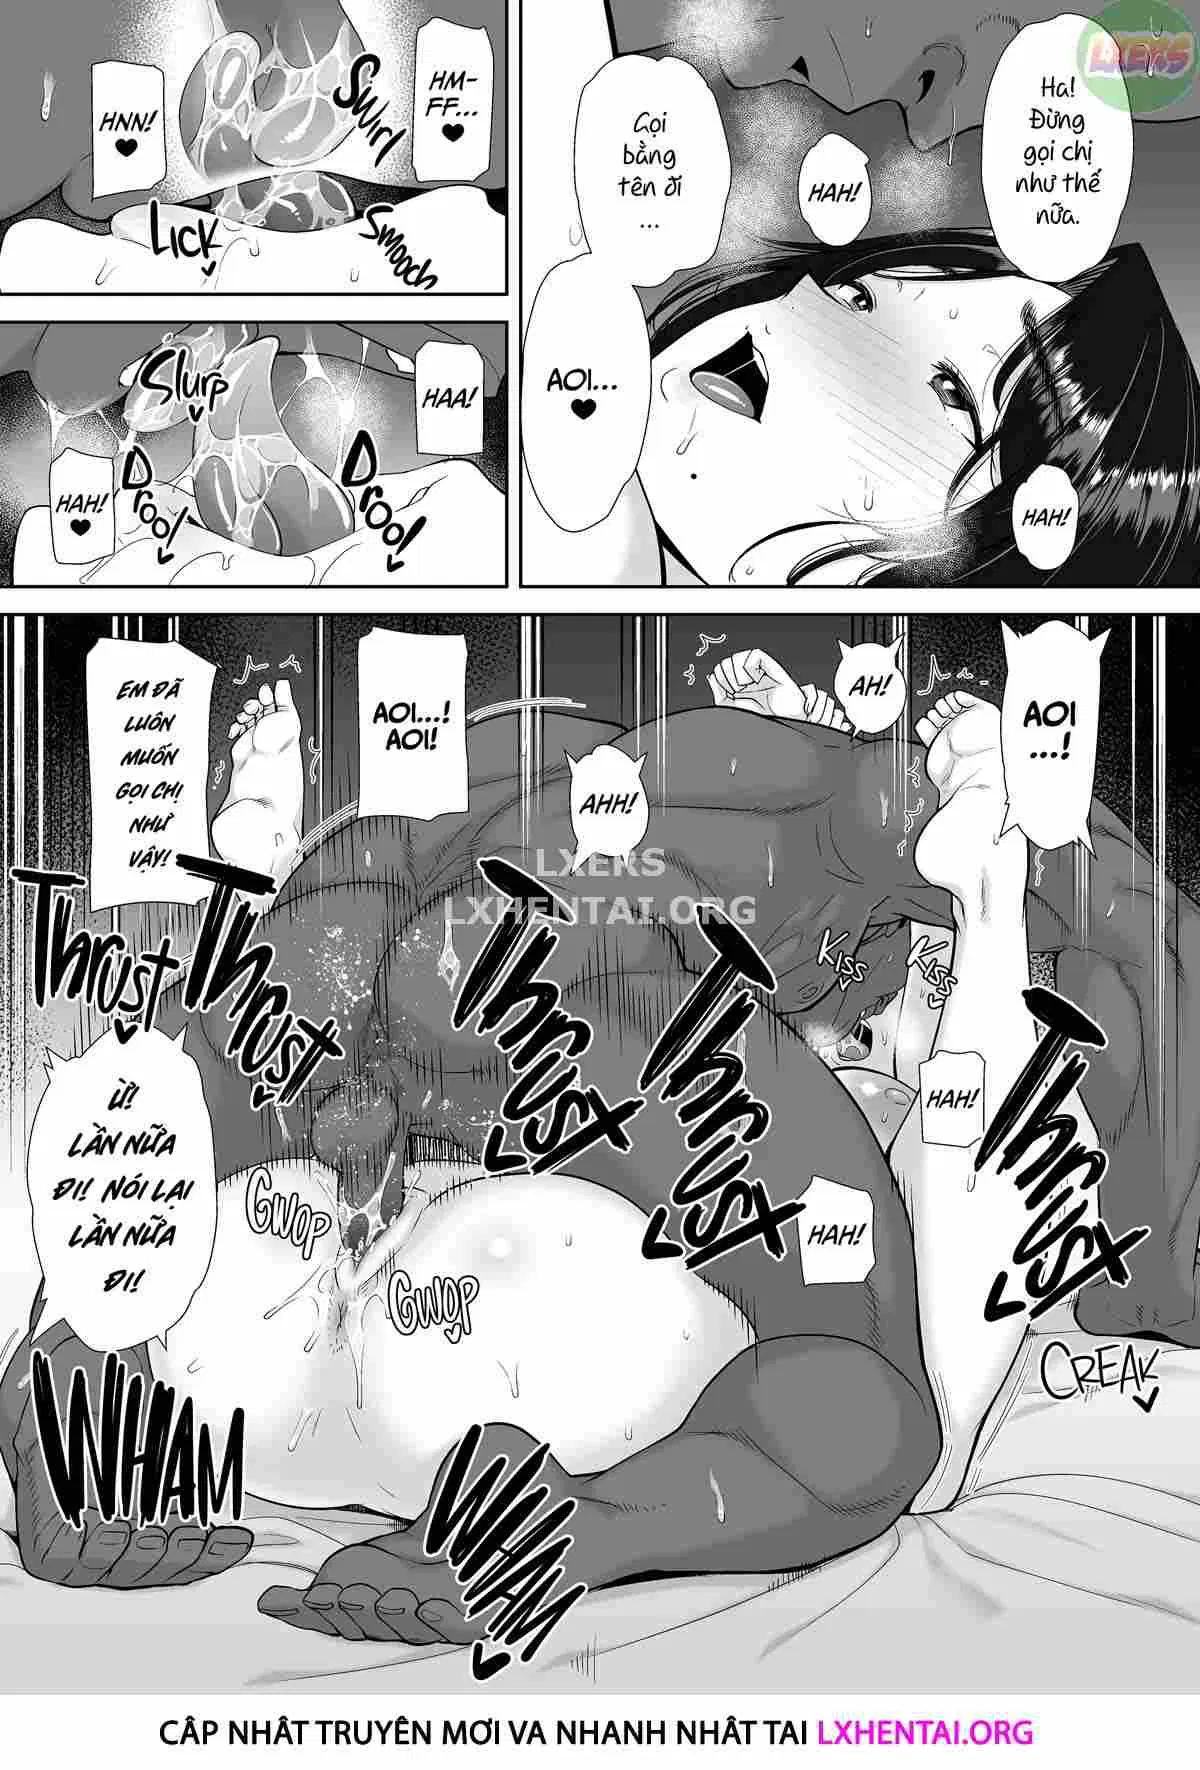 LXERS
Ha!
Đừng
gọi chị
như thế
nữa.
HAH!
Gọi
bằng
tên đi
...
AOI...
♥
HAH!
HM-
FF...
♥
Swirl
HNN!
♥
LICK
Smooch
Slurp
HAA!
HAH!
♥
Drool
Drool
AOI
...!
AH!
AHH!
AOI...!
AOI!
EM ĐÃ
LUÔN
MUỐN
GỌI CHỊ
NHƯ
VẬY!
LXERS
LXHENTAI.ORG
KISS
KISS
Thrust
Thrust
Thrust
Thrust
Thrust
HAH!
HAH!
Ừ!
LẦN NỮA
ĐI! NÓI LẠI
LẦN NỮA
ĐI!
GWOP
GWOP
CREAK
WHAM
WHAM
CẬP NHẬT TRUYỆN MƠI VA NHANH NHẤT TẠI LXHENTAI.ORG